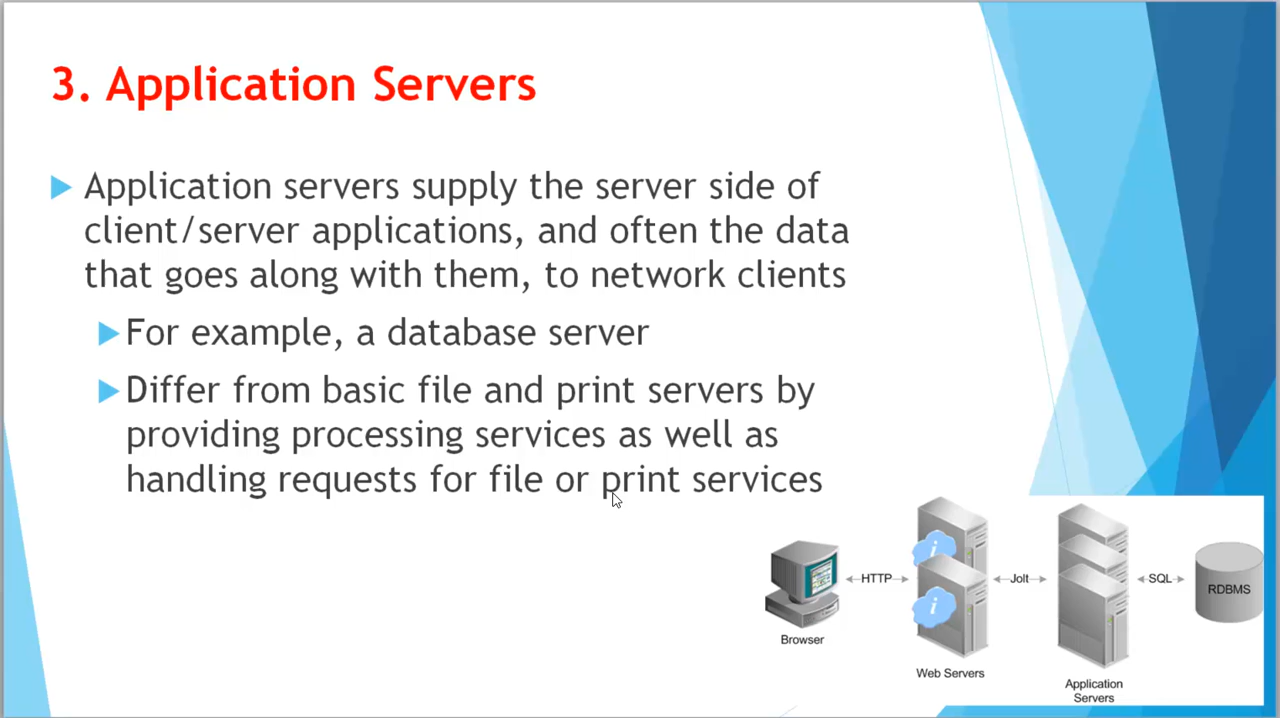 3. Application Servers
Application servers supply the server side of
client/server applications, and often the data
that goes along with them, to network clients
For example, a database server
Differ from basic file and print servers by
providing processing services as well as
handling requests for file or print services
HTTP
Jolt
SQL
RDBMS
Browser
Web Servers
Application
Servers